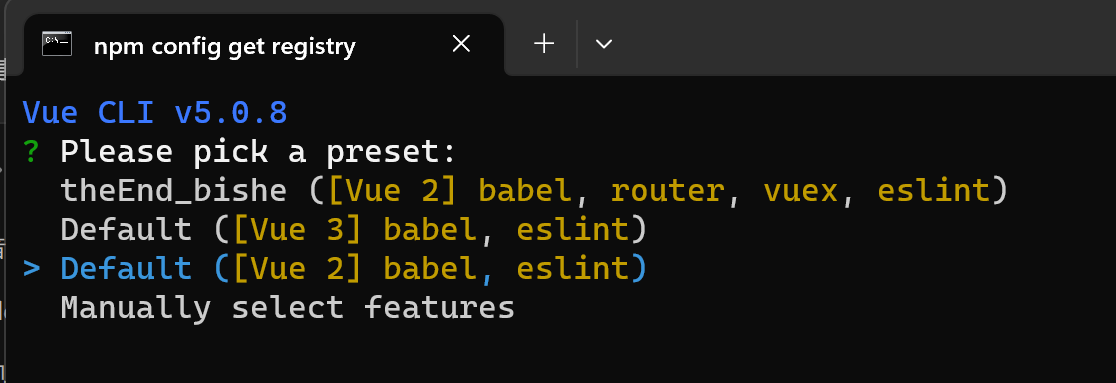 npm config get registry
Vue CLI v5.0.8
? Please pick a preset:
theEnd_bishe ([Vue 2] babel, router, vuex, eslint)
Default ([Vue 3] babel, eslint)
> Default ([Vue 2] babel, eslint)
Manually select features